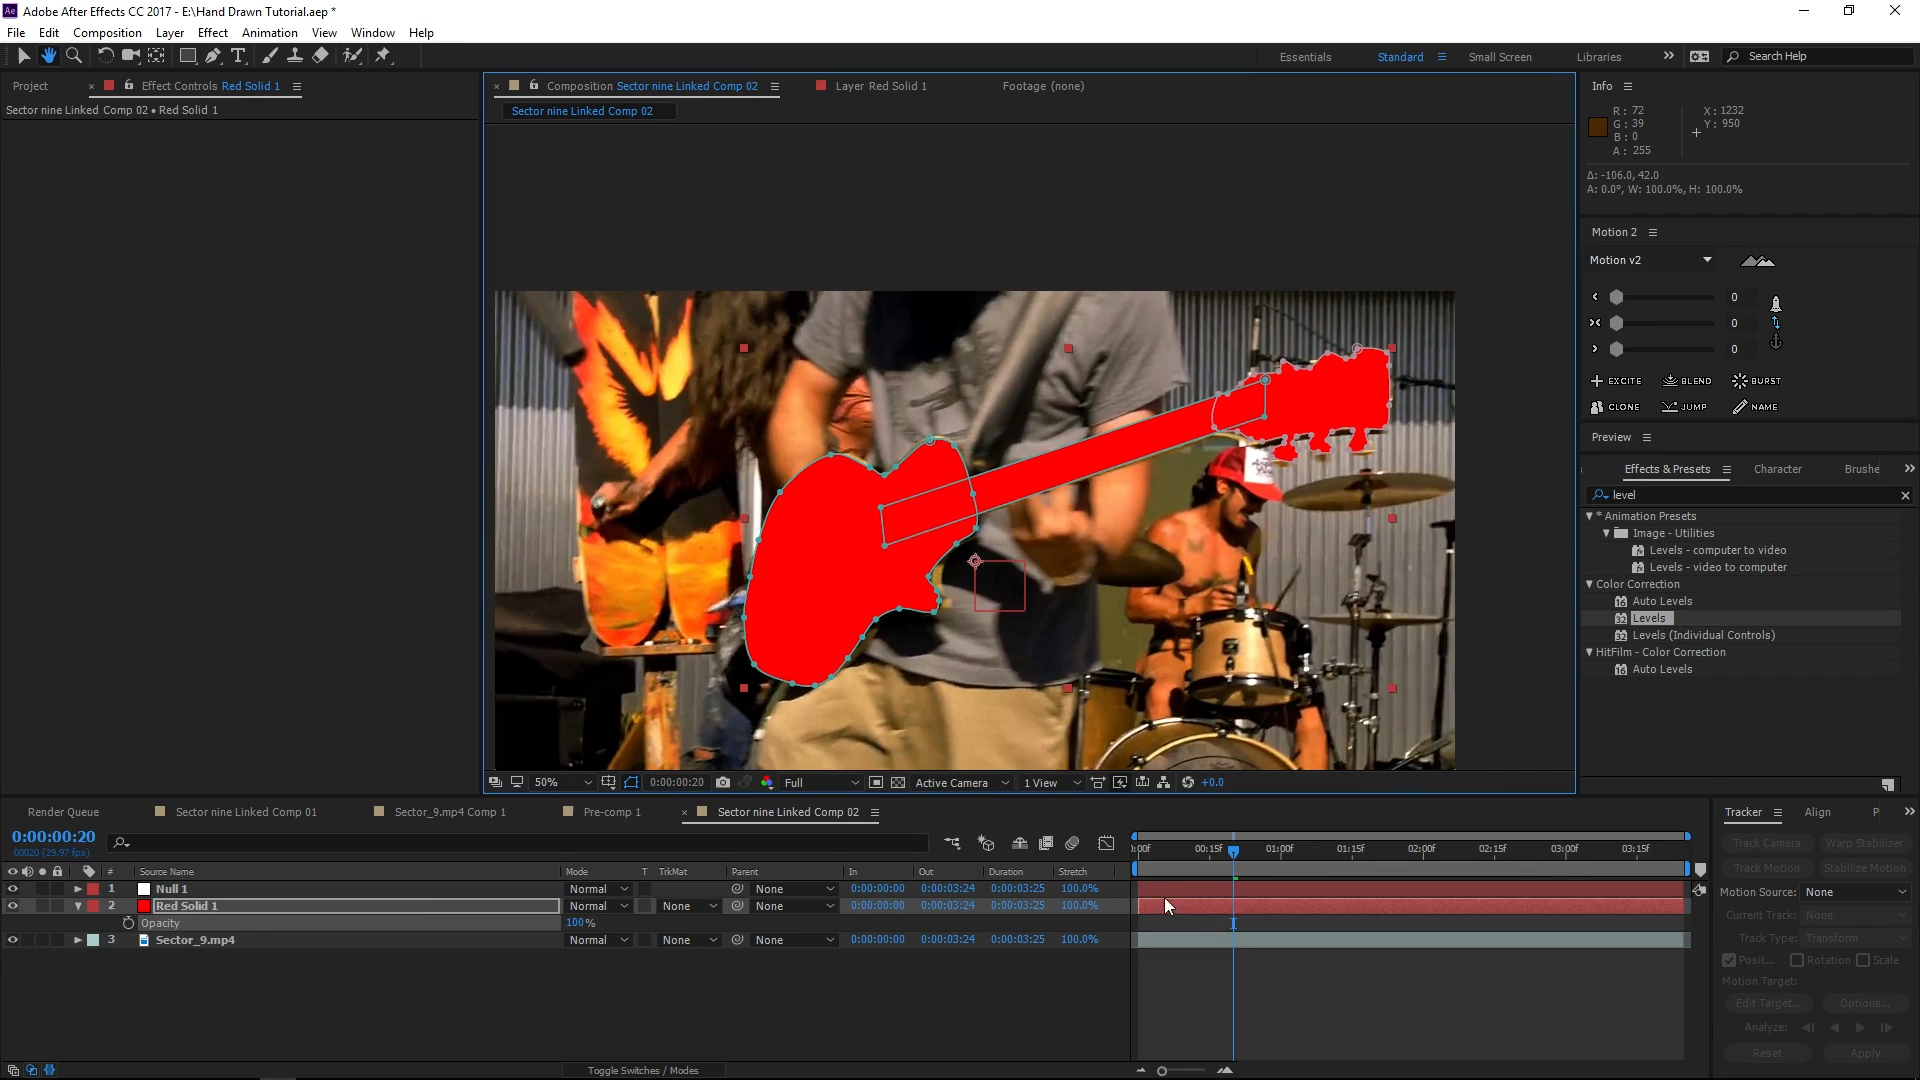 Adobe After Effects CC 2017 - E:\Hand Drawn Tutorial.aep *
File Edit Composition Layer Effect Animation View Window Help
Essentials Standard Small Screen Libraries Search Help
Project Effect Controls Red Solid 1
Sector nine Linked Comp 02 • Red Solid 1
Composition Sector nine Linked Comp 02 Layer Red Solid 1 Footage (none)
Sector nine Linked Comp 02
Info
R: 72
G: 39
B: 0
A: 255
X: 1232
Y: 950
Δ: -106.0, 42.0
A: 0.0°, W: 100.0%, H: 100.0%
Motion 2
Motion v2
0
0
0
EXCITE BLEND BURST
CLONE JUMP NAME
Preview
Effects & Presets Character Brushe
level
* Animation Presets
Image - Utilities
Levels - computer to video
Levels - video to computer
Color Correction
Auto Levels
Levels
Levels (Individual Controls)
HitFilm - Color Correction
Auto Levels
50% 0:00:00:20 Full Active Camera 1 View +0.0
Render Queue Sector nine Linked Comp 01 Sector_9.mp4 Comp 1 Pre-comp 1 Sector nine Linked Comp 02
0:00:00:20
00020 (29.97 fps)
):00f 00:15f 01:00f 01:15f 02:00f 02:15f 03:00f 03:15f
# Source Name Mode T TrkMat Parent In Out Duration Stretch
1 Null 1 Normal None 0:00:00:00 0:00:03:24 0:00:03:25 100.0%
2 Red Solid 1 Normal None None 0:00:00:00 0:00:03:24 0:00:03:25 100.0%
Opacity 100%
3 Sector_9.mp4 Normal None None 0:00:00:00 0:00:03:24 0:00:03:25 100.0%
Toggle Switches / Modes
Tracker Align P
Track Camera Warp Stabilizer
Track Motion Stabilize Motion
Motion Source: None
Current Track: None
Track Type: Transform
Posit... Rotation Scale
Motion Target:
Edit Target... Options...
Analyze:
Reset Apply